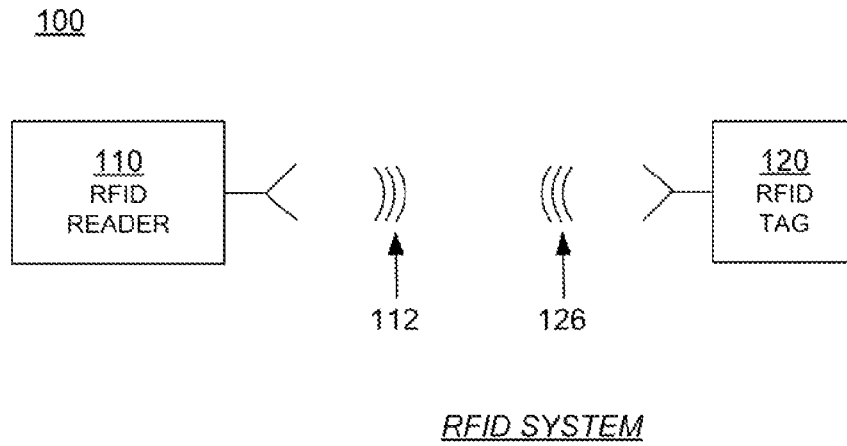 100
110
RFID
READER
120
RFID
TAG
112
126
RFID SYSTEM